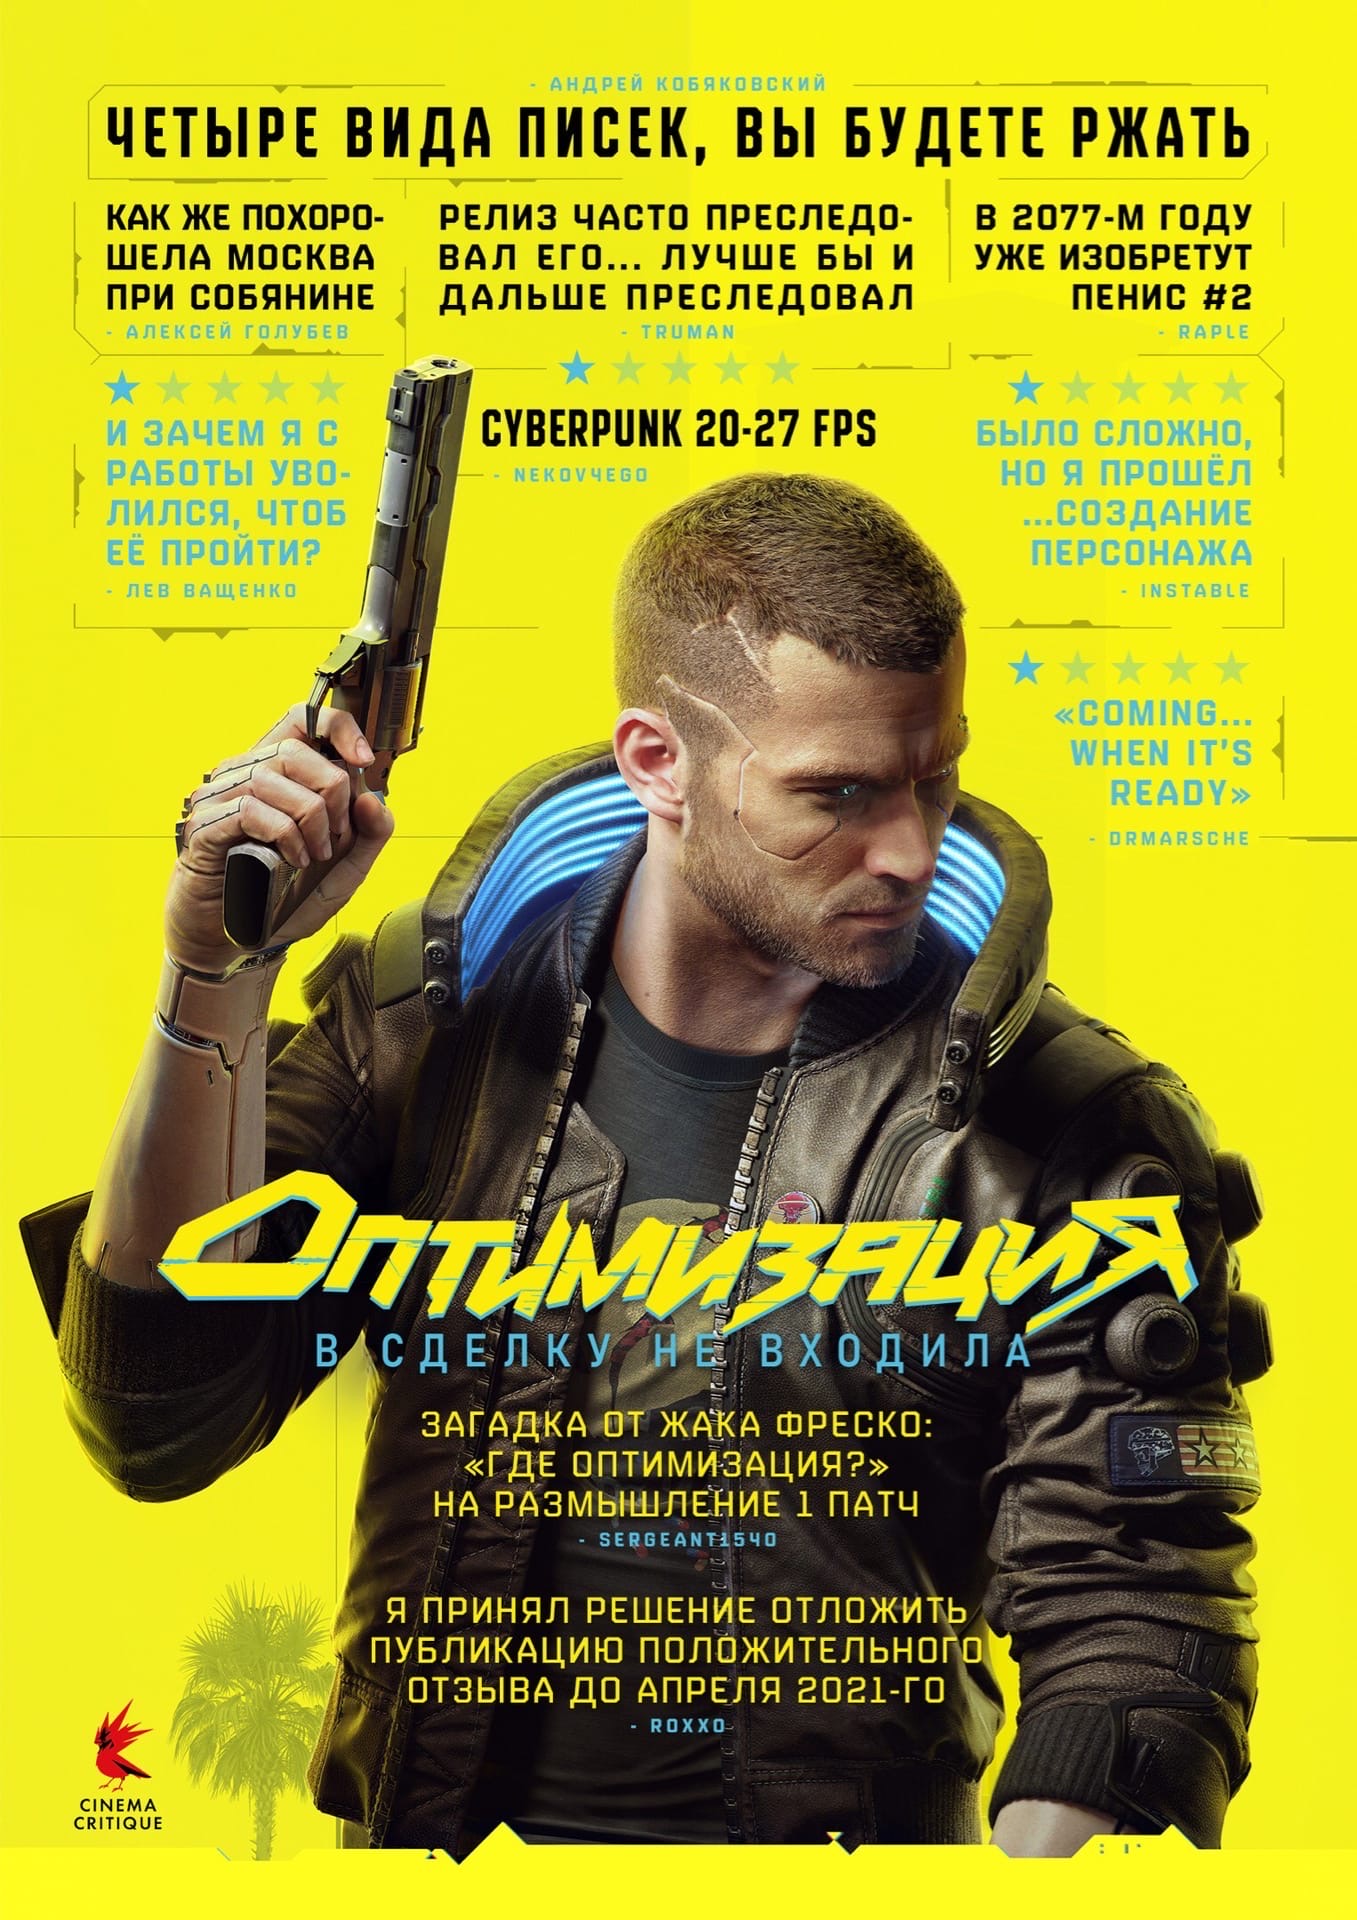 - АНДРЕЙ КОБЯКОВСКИЙ
ЧЕТЫРЕ ВИДА ПИСЕК, ВЫ БУДЕТЕ РЖАТЬ
КАК ЖЕ ПОХОРО-
ШЕЛА МОСКВА
ПРИ СОБЯНИНЕ
- АЛЕКСЕЙ ГОЛУБЕВ
РЕЛИЗ ЧАСТО ПРЕСЛЕДО-
ВАЛ ЕГО... ЛУЧШЕ БЫ И
ДАЛЬШЕ ПРЕСЛЕДОВАЛ
- TRUMAN
В 2077-М ГОДУ
УЖЕ ИЗОБРЕТУТ
ПЕНИС #2
- RAPLE
И ЗАЧЕМ Я С
РАБОТЫ УВО-
ЛИЛСЯ, ЧТОБ
ЕЁ ПРОЙТИ?
- ЛЕВ ВАЩЕНКО
CYBERPUNK 20-27 FPS
- NEKOVЧEGO
БЫЛО СЛОЖНО,
НО Я ПРОШЁЛ
...СОЗДАНИЕ
ПЕРСОНАЖА
- INSTABLE
«COMING...
WHEN IT'S
READY»
- DRMARSCHE
ОПТИМИЗАЦИЯ
В СДЕЛКУ НЕ ВХОДИЛА
ЗАГАДКА ОТ ЖАКА ФРЕСКО:
«ГДЕ ОПТИМИЗАЦИЯ?»
НА РАЗМЫШЛЕНИЕ 1 ПАТЧ
- SERGEANT1540
Я ПРИНЯЛ РЕШЕНИЕ ОТЛОЖИТЬ
ПУБЛИКАЦИЮ ПОЛОЖИТЕЛЬНОГО
ОТЗЫВА ДО АПРЕЛЯ 2021-ГО
- ROXXO
CINEMA
CRITIQUE